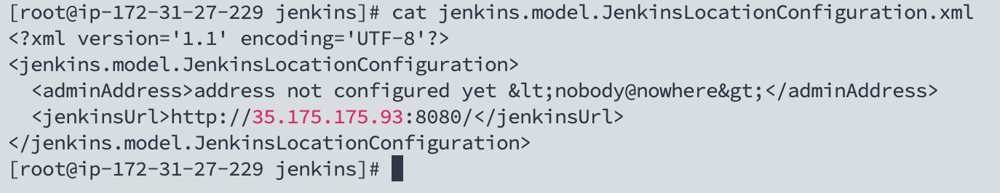 [root@ip-172-31-27-229 jenkins]# cat jenkins.model.JenkinsLocationConfiguration.xml
<?xml version='1.1' encoding='UTF-8'?>
<jenkins.model.JenkinsLocationConfiguration>
  <adminAddress>address not configured yet &lt;nobody@nowhere&gt;</adminAddress>
  <jenkinsUrl>http://35.175.175.93:8080/</jenkinsUrl>
</jenkins.model.JenkinsLocationConfiguration>
[root@ip-172-31-27-229 jenkins]#